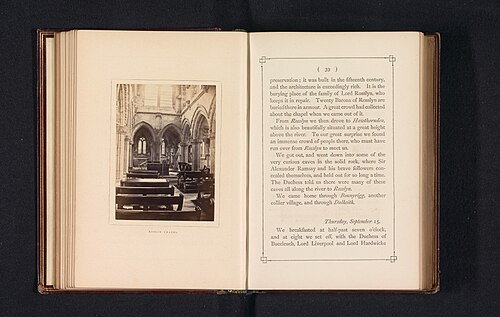 ROSLIN CHAPEL.
( 20 )
preservation; it was built in the fifteenth century,
and the architecture is exceedingly rich. It is the
burying place of the family of Lord Rosslyn, who
keeps it in repair. Twenty Barons of Rosslyn are
buried there in armour. A great crowd had collected
about the chapel when we came out of it.
From Rosslyn we then drove to Hawthornden,
which is also beautifully situated at a great height
above the river. To our great surprise we found
an immense crowd of people there, who must have
run over from Rosslyn to meet us.
We got out, and went down into some of the
very curious caves in the solid rock, where Sir
Alexander Ramsay and his brave followers con-
cealed themselves, and held out for so long a time.
The Duchess told us there were many of these
caves all along the river to Rosslyn.
We came home through Bonnyrigg, another
collier village, and through Dalkeith.
Thursday, September 15.
We breakfasted at half-past seven o'clock,
and at eight we set off, with the Duchess of
Buccleuch, Lord Liverpool and Lord Hardwicke